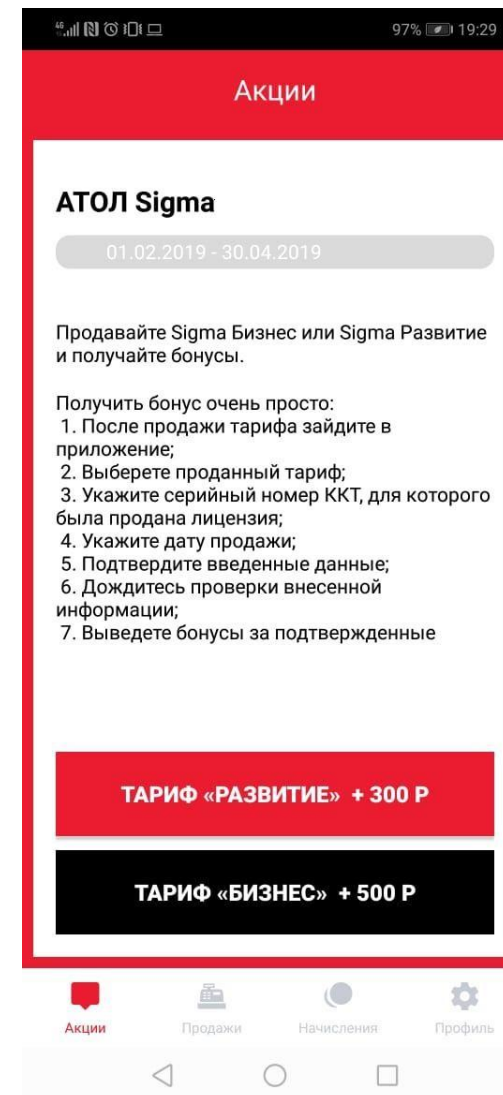 46
97% 19:29
Акции
АТОЛ Sigma
01.02.2019 - 30.04.2019
Продавайте Sigma Бизнес или Sigma Развитие
и получайте бонусы.
Получить бонус очень просто:
1. После продажи тарифа зайдите в
приложение;
2. Выберете проданный тариф;
3. Укажите серийный номер ККТ, для которого
была продана лицензия;
4. Укажите дату продажи;
5. Подтвердите введенные данные;
6. Дождитесь проверки внесенной
информации;
7. Выведете бонусы за подтвержденные
ТАРИФ «РАЗВИТИЕ» + 300 Р
ТАРИФ «БИЗНЕС» + 500 Р
Акции Продажи Начисления Профиль